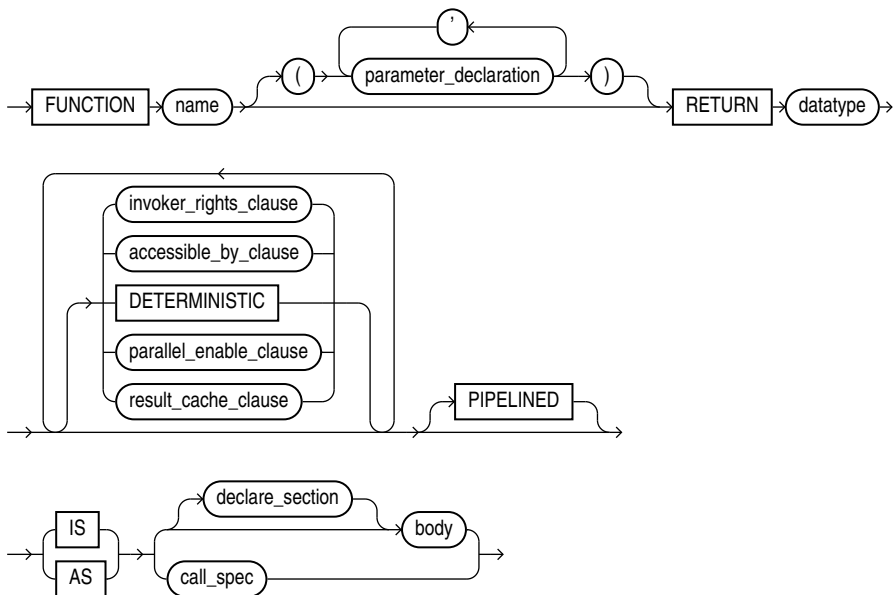 ,
( parameter_declaration )
FUNCTION name RETURN datatype
invoker_rights_clause
accessible_by_clause
DETERMINISTIC
parallel_enable_clause
result_cache_clause
PIPELINED
declare_section
IS body
AS call_spec